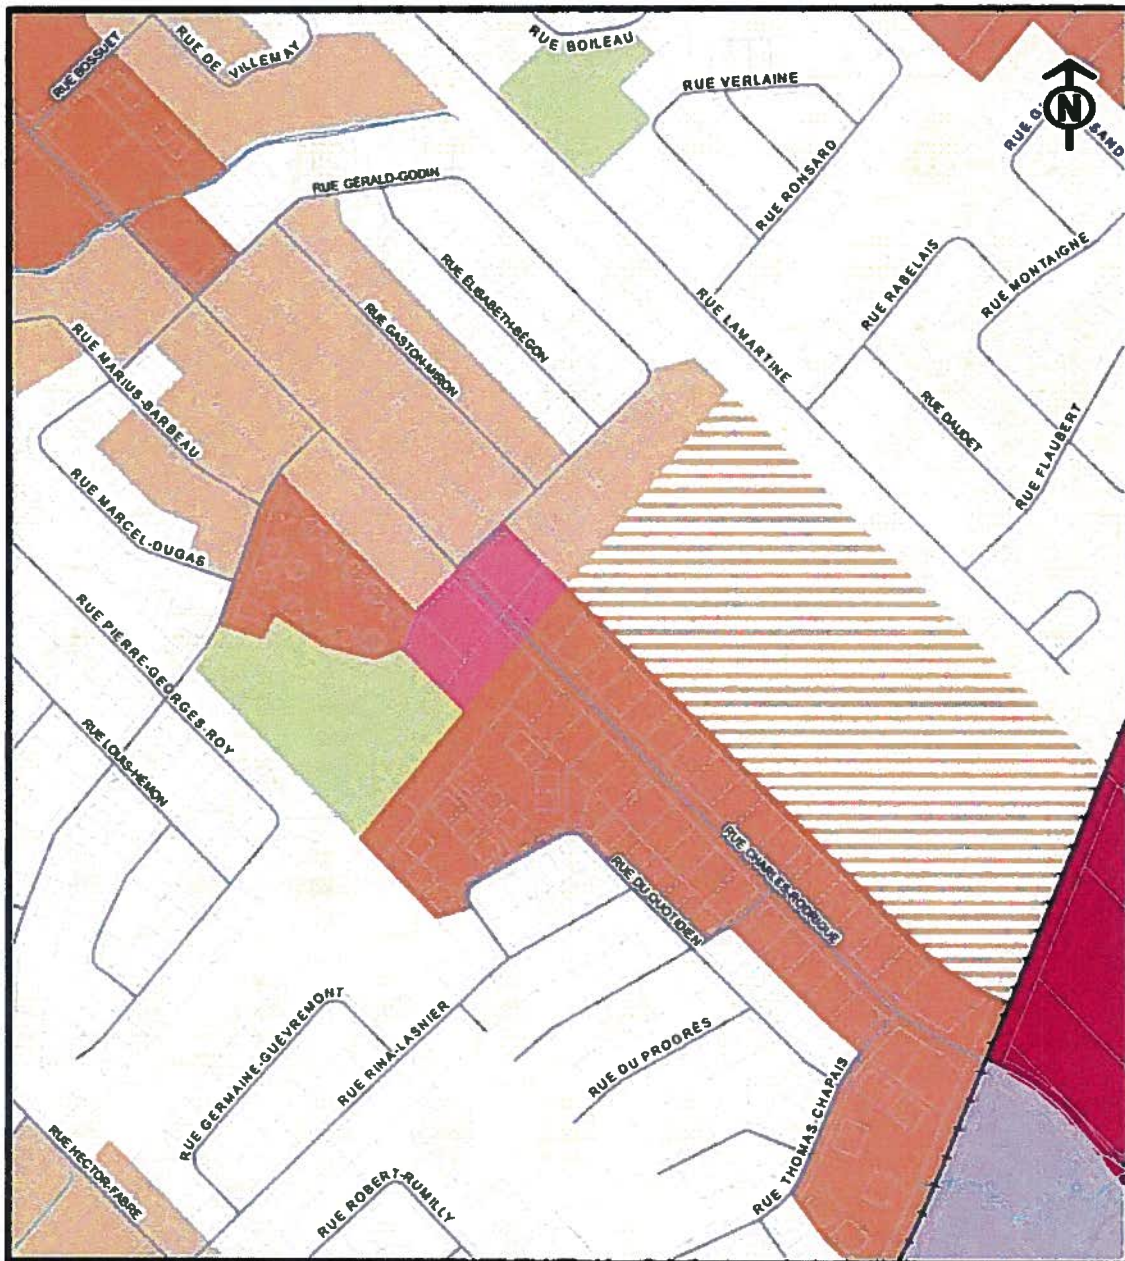 RUE BOSSUET
RUE DE VILLEMAY
RUE BOILEAU
RUE VERLAINE
N
RUE G
SAND
RUE RONSARD
RUE GÉRALD-GODIN
RUE ÉLISABETH-BÉGON
RUE GASTON-MIRON
RUE RABELAIS
RUE MONTAIGNE
RUE LAMARTINE
RUE MARIUS-BARBEAU
RUE DAUDET
RUE FLAUBERT
RUE MARCEL-DUGAS
RUE PIERRE-GEORGES-ROY
RUE LOUIS-HÉMON
RUE CHARLES-RODRIGUE
RUE DU QUOTIDIEN
RUE GERMAINE-GUÈVREMONT
RUE RINA-LASNIER
RUE DU PROGRÈS
RUE THOMAS-CHAPAIS
RUE HECTOR-FABRE
RUE ROBERT-RUMILLY